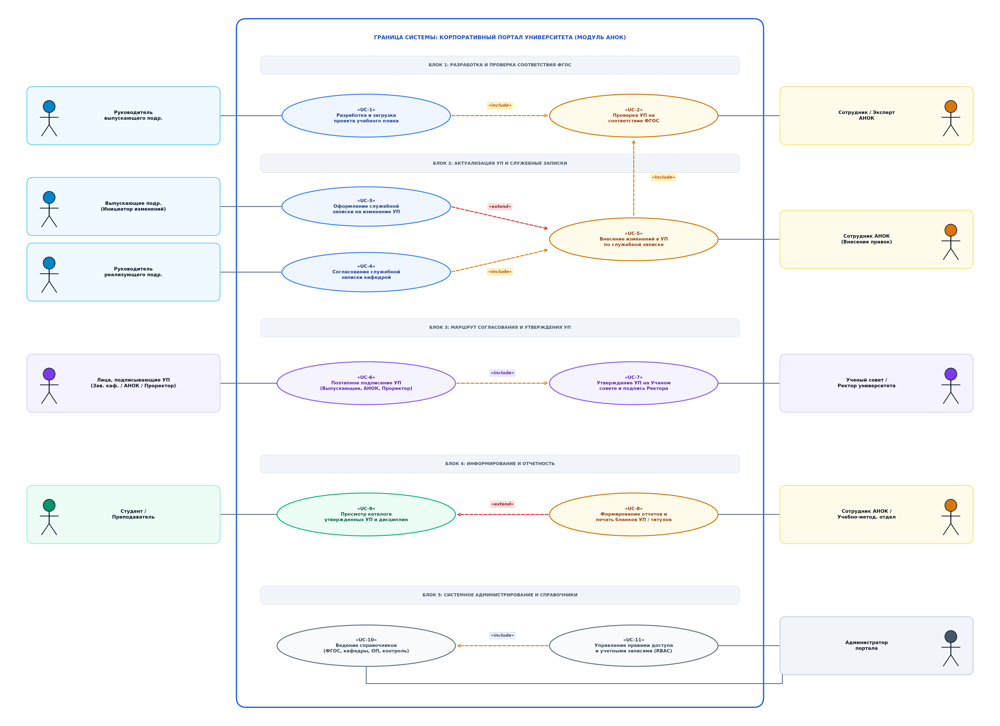 ГРАНИЦА СИСТЕМЫ: КОРПОРАТИВНЫЙ ПОРТАЛ УНИВЕРСИТЕТА (МОДУЛЬ АНОК)
БЛОК 1: РАЗРАБОТКА И ПРОВЕРКА СООТВЕТСТВИЯ ФГОС
Руководитель
выпускающего подр.
«UC-1»
Разработка и загрузка
проекта учебного плана
«include»
«UC-2»
Проверка УП на
соответствие ФГОС
Сотрудник / Эксперт
АНОК
БЛОК 2: АКТУАЛИЗАЦИЯ УП И СЛУЖЕБНЫЕ ЗАПИСКИ
«include»
Выпускающее подр.
(Инициатор изменений)
«UC-3»
Оформление служебной
записки на изменение УП
«extend»
«UC-5»
Внесение изменений в УП
по служебной записке
Сотрудник АНОК
(Внесение правок)
Руководитель
реализующего подр.
«UC-4»
Согласование служебной
записки кафедрой
«include»
БЛОК 3: МАРШРУТ СОГЛАСОВАНИЯ И УТВЕРЖДЕНИЯ УП
Лица, подписывающие УП
(Зав. каф. / АНОК / Проректор)
«UC-6»
Поэтапное подписание УП
(Выпускающее, АНОК, Проректор)
«include»
«UC-7»
Утверждение УП на Ученом
совете и подпись Ректора
Ученый совет /
Ректор университета
БЛОК 4: ИНФОРМИРОВАНИЕ И ОТЧЕТНОСТЬ
Студент /
Преподаватель
«UC-9»
Просмотр каталога
утвержденных УП и дисциплин
«extend»
«UC-8»
Формирование отчетов и
печать бланков УП / титулов
Сотрудник АНОК /
Учебно-метод. отдел
БЛОК 5: СИСТЕМНОЕ АДМИНИСТРИРОВАНИЕ И СПРАВОЧНИКИ
«UC-10»
Ведение справочников
(ФГОС, кафедры, ОП, контроль)
«include»
«UC-11»
Управление правами доступа
и учетными записями (RBAC)
Администратор
портала